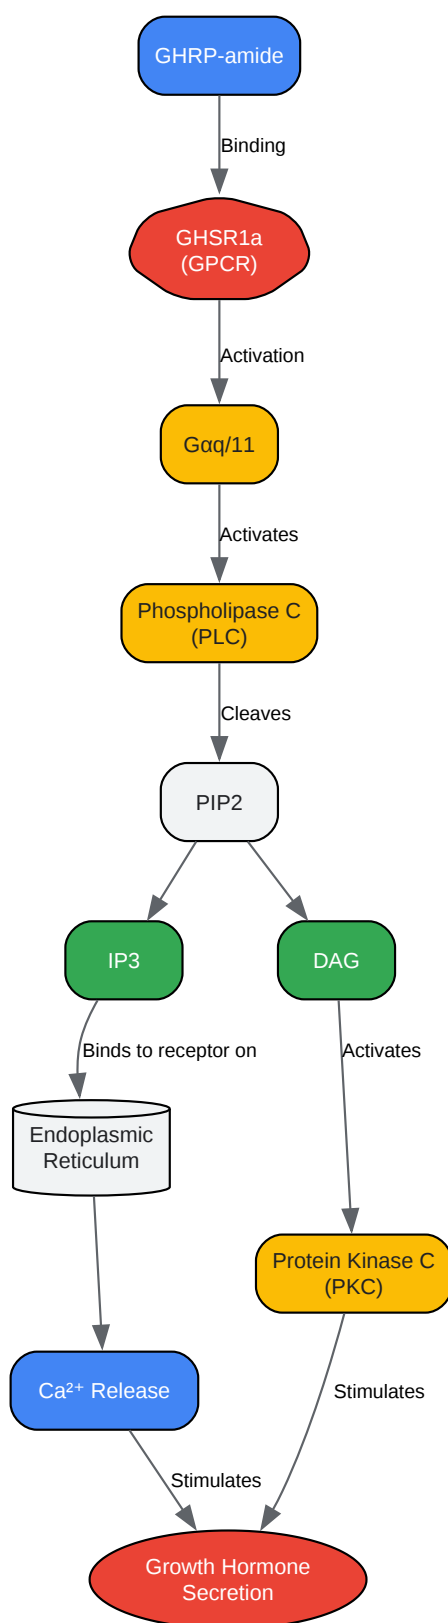 GHRP-amide
Binding
GHSR1a
(GPCR)
Activation
Gαq/11
Activates
Phospholipase C
(PLC)
Cleaves
PIP2
IP3
DAG
Binds to receptor on
Activates
Endoplasmic
Reticulum
Protein Kinase C
(PKC)
Ca²⁺ Release
Stimulates
Stimulates
Growth Hormone
Secretion